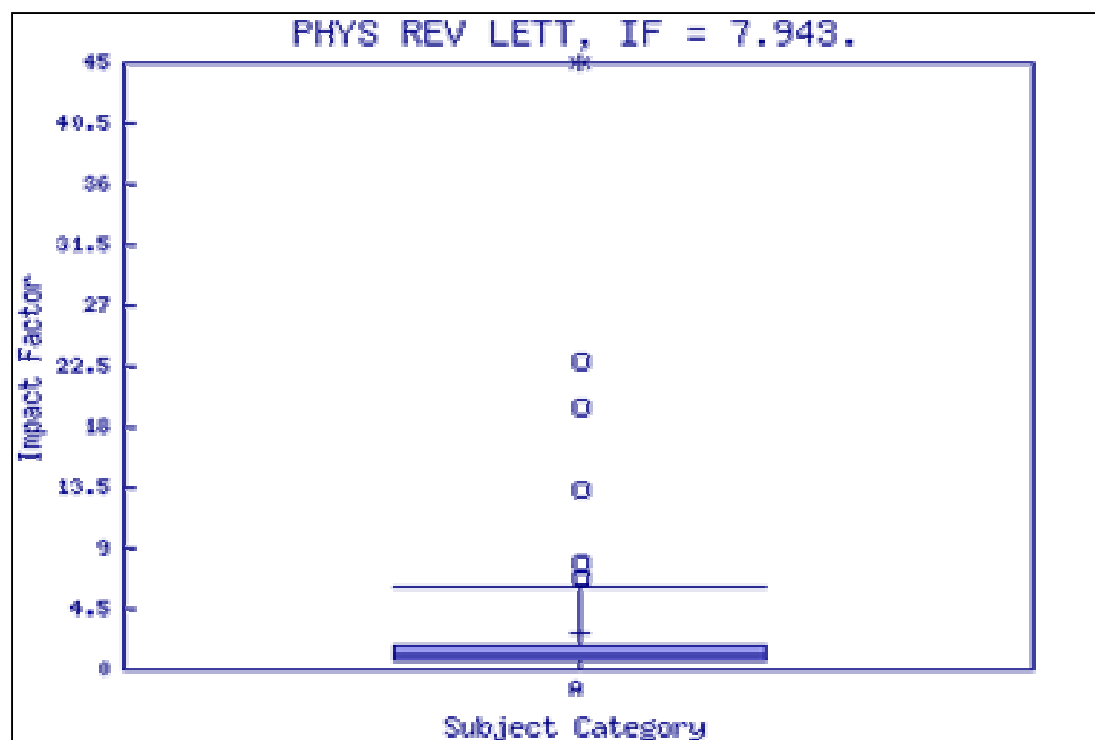 PHYS REV LETT, IF = 7.943.
45
40.5
36
31.5
27
22.5
18
13.5
9
4.5
0
Impact Factor
A
Subject Category